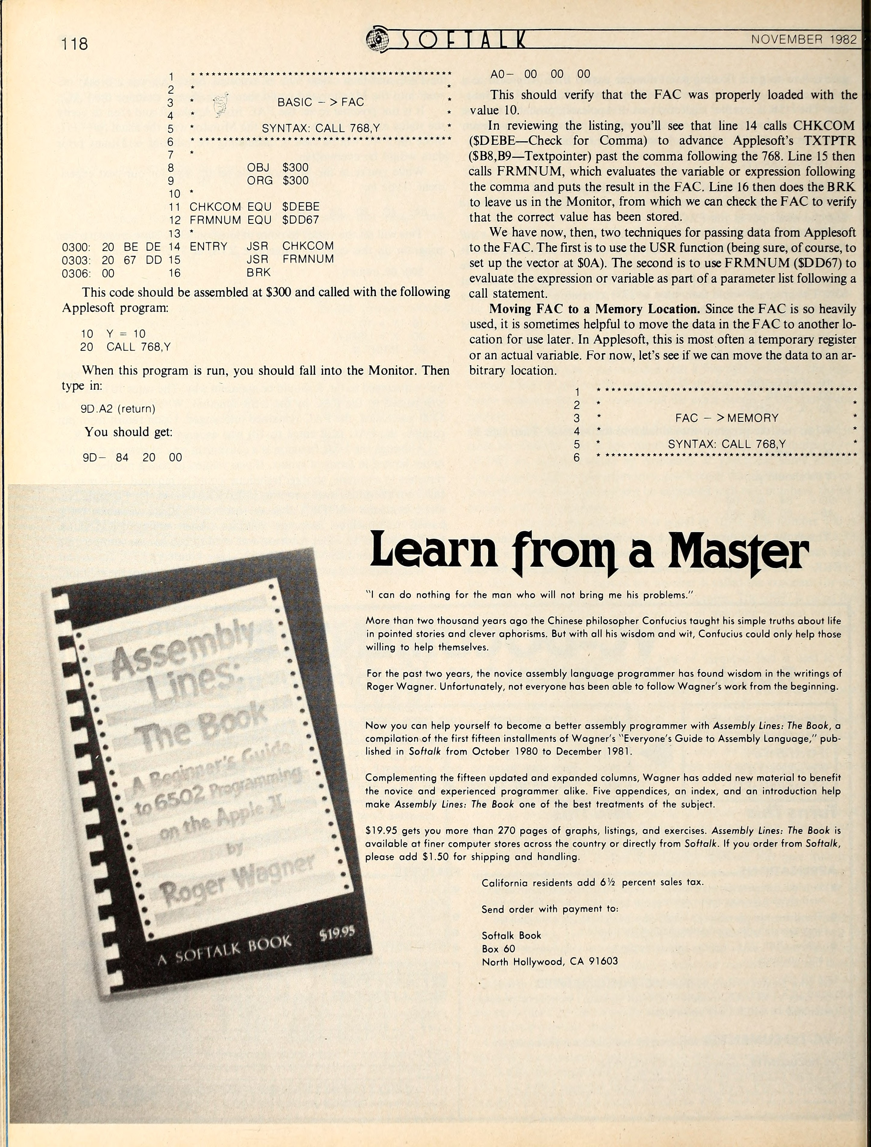 118
SOFTALK
NOVEMBER 1982
1 ****************************************
2 * *
3 * BASIC - > FAC *
4 * *
5 * SYNTAX: CALL 768,Y *
6 ****************************************
7 *
8 OBJ $300
9 ORG $300
10 *
11 CHKCOM EQU $DEBE
12 FRMNUM EQU $DD67
13 *
0300: 20 BE DE 14 ENTRY JSR CHKCOM
0303: 20 67 DD 15 JSR FRMNUM
0306: 00 16 BRK
This code should be assembled at $300 and called with the following
Applesoft program:
10 Y = 10
20 CALL 768,Y
When this program is run, you should fall into the Monitor. Then
type in:
9D.A2 (return)
You should get:
9D– 84 20 00
A0– 00 00 00
This should verify that the FAC was properly loaded with the
value 10.
In reviewing the listing, you'll see that line 14 calls CHKCOM
($DEBE—Check for Comma) to advance Applesoft's TXTPTR
($B8,B9—Textpointer) past the comma following the 768. Line 15 then
calls FRMNUM, which evaluates the variable or expression following
the comma and puts the result in the FAC. Line 16 then does the BRK
to leave us in the Monitor, from which we can check the FAC to verify
that the correct value has been stored.
We have now, then, two techniques for passing data from Applesoft
to the FAC. The first is to use the USR function (being sure, of course, to
set up the vector at $0A). The second is to use FRMNUM ($DD67) to
evaluate the expression or variable as part of a parameter list following a
call statement.
Moving FAC to a Memory Location. Since the FAC is so heavily
used, it is sometimes helpful to move the data in the FAC to another lo-
cation for use later. In Applesoft, this is most often a temporary register
or an actual variable. For now, let's see if we can move the data to an ar-
bitrary location.
1 ****************************************
2 * *
3 * FAC - > MEMORY *
4 * *
5 * SYNTAX: CALL 768,Y *
6 ****************************************
Assembly
Lines:
The Book
A Beginner's Guide
to 6502 Programming
on the Apple II
by
Roger Wagner
A SOFTALK BOOK $19.95
Learn from a Master
"I can do nothing for the man who will not bring me his problems."
More than two thousand years ago the Chinese philosopher Confucius taught his simple truths about life
in pointed stories and clever aphorisms. But with all his wisdom and wit, Confucius could only help those
willing to help themselves.
For the past two years, the novice assembly language programmer has found wisdom in the writings of
Roger Wagner. Unfortunately, not everyone has been able to follow Wagner's work from the beginning.
Now you can help yourself to become a better assembly programmer with Assembly Lines: The Book, a
compilation of the first fifteen installments of Wagner's "Everyone's Guide to Assembly Language," pub-
lished in Softalk from October 1980 to December 1981.
Complementing the fifteen updated and expanded columns, Wagner has added new material to benefit
the novice and experienced programmer alike. Five appendices, an index, and an introduction help
make Assembly Lines: The Book one of the best treatments of the subject.
$19.95 gets you more than 270 pages of graphs, listings, and exercises. Assembly Lines: The Book is
available at finer computer stores across the country or directly from Softalk. If you order from Softalk,
please add $1.50 for shipping and handling.
California residents add 6½ percent sales tax.
Send order with payment to:
Softalk Book
Box 60
North Hollywood, CA 91603